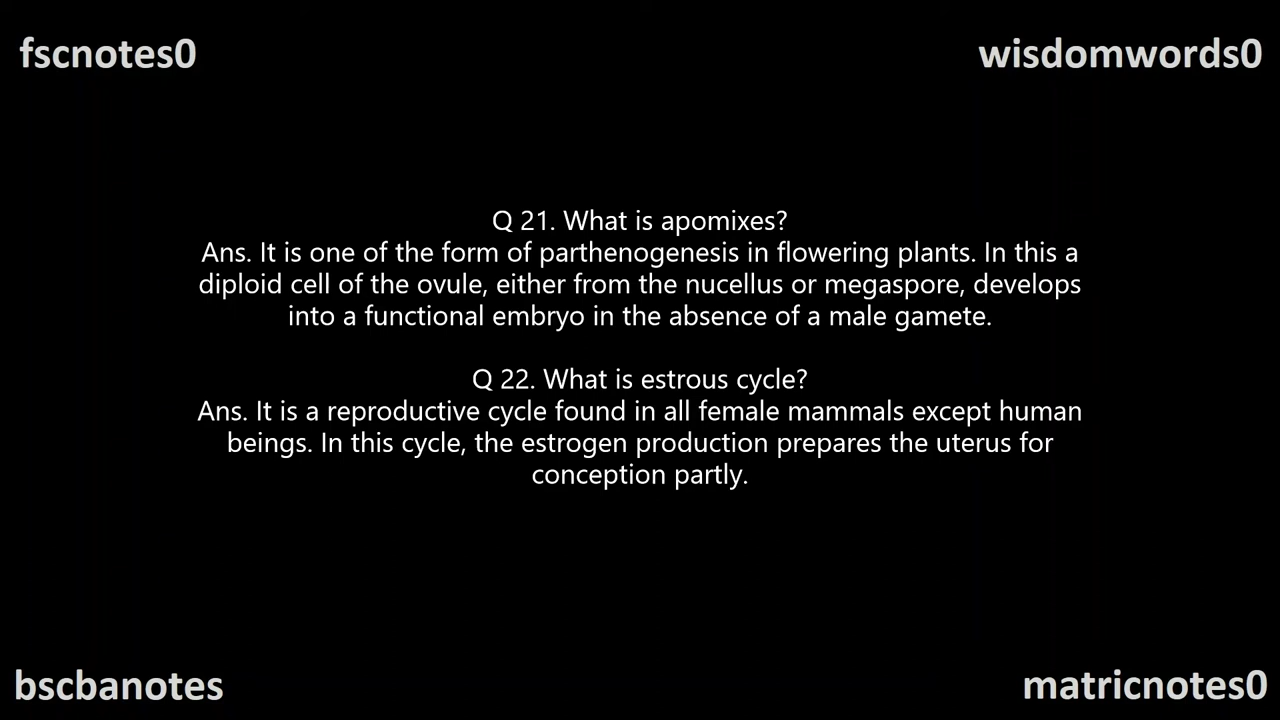 fscnotes0
wisdomwords0
Q 21. What is apomixes?
Ans. It is one of the form of parthenogenesis in flowering plants. In this a
diploid cell of the ovule, either from the nucellus or megaspore, develops
into a functional embryo in the absence of a male gamete.
Q 22. What is estrous cycle?
Ans. It is a reproductive cycle found in all female mammals except human
beings. In this cycle, the estrogen production prepares the uterus for
conception partly.
bscbanotes
matricnotes0